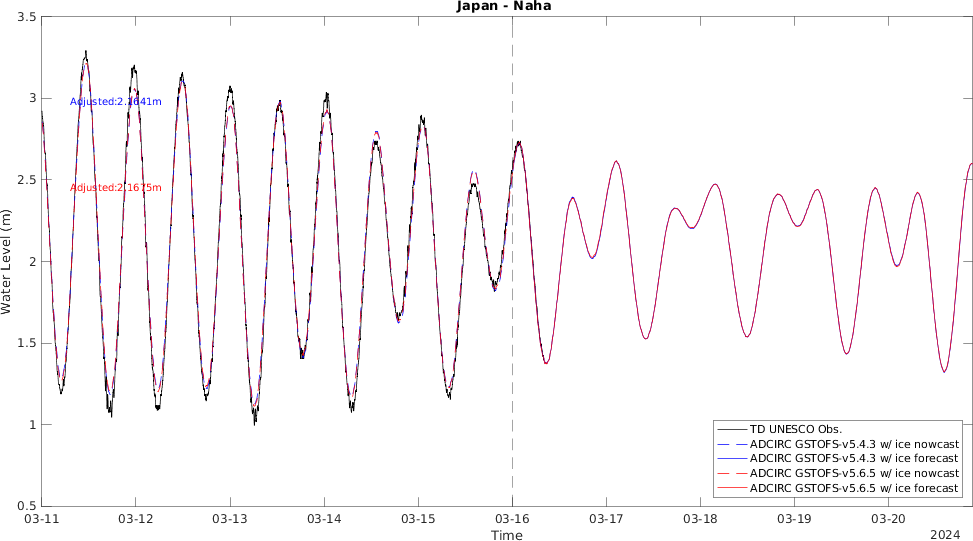 Japan - Naha
3.5
3
2.5
2
1.5
1
0.5
Water Level (m)
Adjusted:2.1641m
Adjusted:2.1675m
TD UNESCO Obs.
ADCIRC GSTOFS-v5.4.3 w/ ice nowcast
ADCIRC GSTOFS-v5.4.3 w/ ice forecast
ADCIRC GSTOFS-v5.6.5 w/ ice nowcast
ADCIRC GSTOFS-v5.6.5 w/ ice forecast
03-11 03-12 03-13 03-14 03-15 03-16 03-17 03-18 03-19 03-20
Time
2024